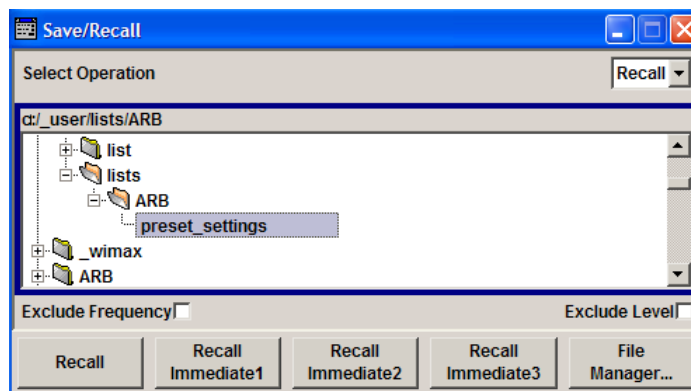 Save/Recall
Select Operation
Recall
a:/_user/lists/ARB
list
lists
ARB
preset_settings
_wimax
ARB
Exclude Frequency
Exclude Level
Recall
Recall Immediate1
Recall Immediate2
Recall Immediate3
File Manager...